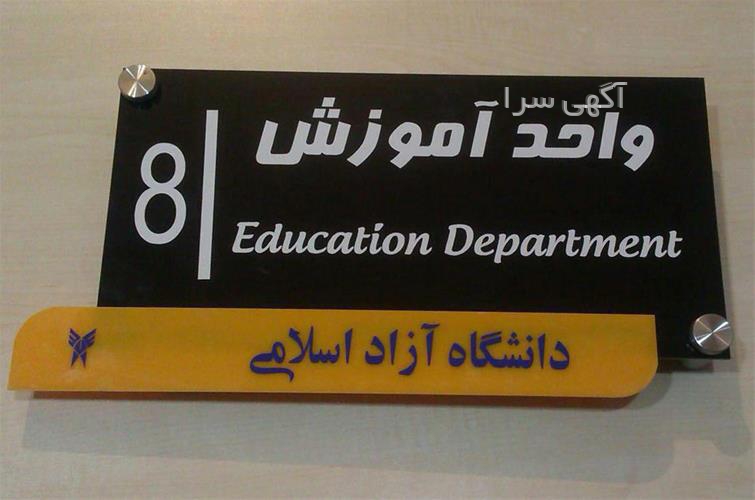 آگهی سرا
واحد آموزش
8
Education Department
دانشگاه آزاد اسلامی